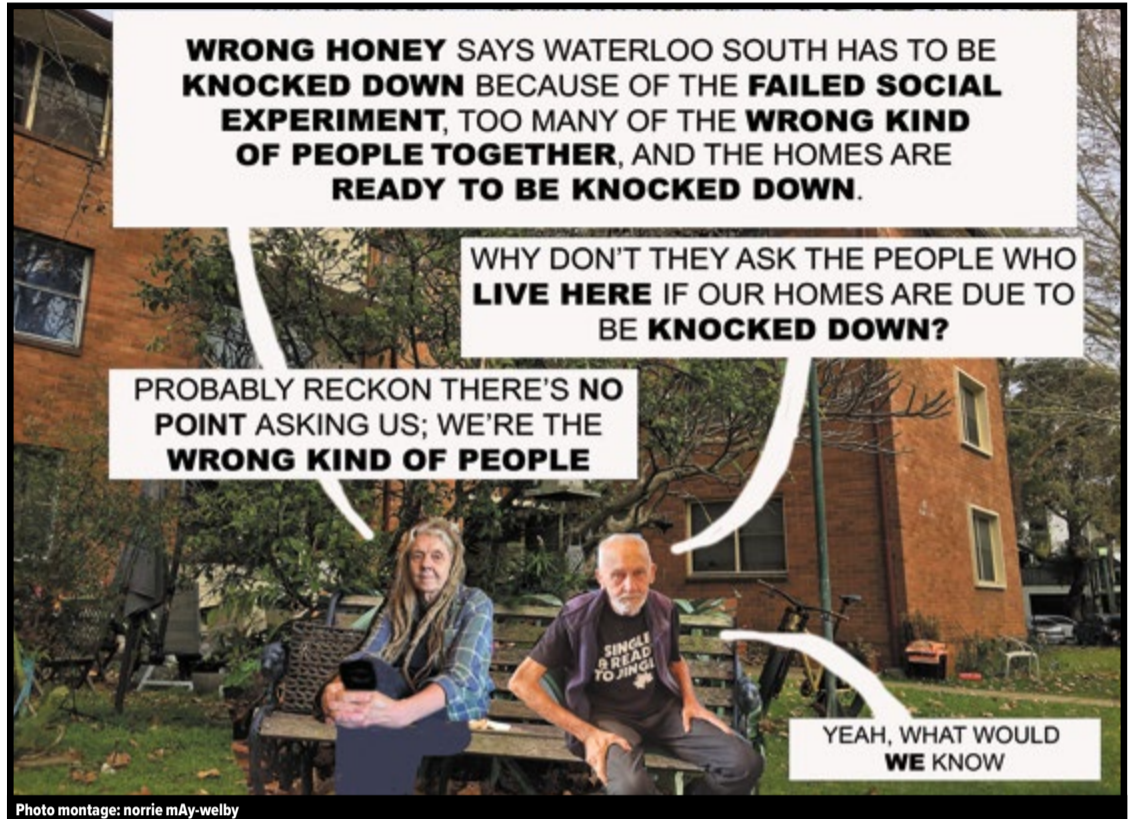 WRONG HONEY SAYS WATERLOO SOUTH HAS TO BE
KNOCKED DOWN BECAUSE OF THE FAILED SOCIAL
EXPERIMENT, TOO MANY OF THE WRONG KIND
OF PEOPLE TOGETHER, AND THE HOMES ARE
READY TO BE KNOCKED DOWN.
WHY DON'T THEY ASK THE PEOPLE WHO
LIVE HERE IF OUR HOMES ARE DUE TO
BE KNOCKED DOWN?
PROBABLY RECKON THERE'S NO
POINT ASKING US; WE'RE THE
WRONG KIND OF PEOPLE
SINGLE
& READ
TO JINGL
YEAH, WHAT WOULD
WE KNOW
Photo montage: norrie mAy-welby